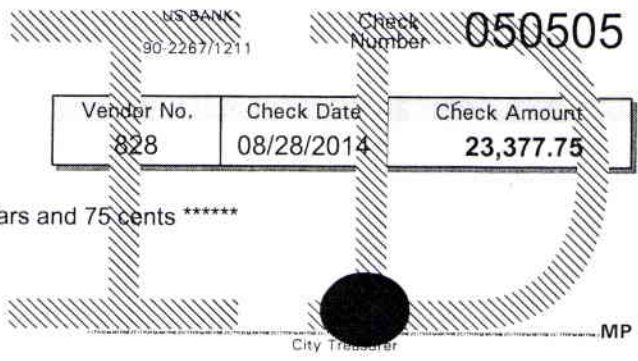 US BANK
90-2267/1211
Check
Number 050505
Vendor No. Check Date Check Amount
828 08/28/2014 23,377.75
ars and 75 cents ******
MP
City Treasurer